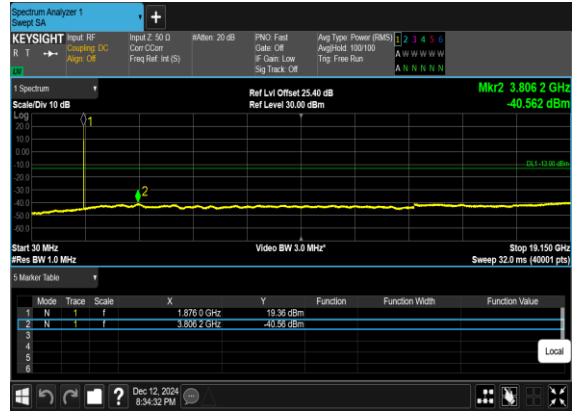 Spectrum Analyzer 1
Swept SA
KEYSIGHT Input: RF Input Z: 50 Ω #Atten: 20 dB PNO: Fast Avg Type: Power (RMS) 1 2 3 4 5 6
R T Coupling: DC Corr CCorr Gate: Off Avg|Hold: 100/100 A W W W W W
Align: Off Freq Ref: Int (S) IF Gain: Low Trig: Free Run
Sig Track: Off A N N N N N
1 Spectrum Ref Lvl Offset 25.40 dB Mkr2 3.806 2 GHz
Scale/Div 10 dB Ref Level 30.00 dBm -40.562 dBm
Log
1
20.0
10.0
0.00
-10.0
DL1 -13.00 dBm
-20.0
-30.0
2
-40.0
-50.0
-60.0
Start 30 MHz Video BW 3.0 MHz* Stop 19.150 GHz
#Res BW 1.0 MHz Sweep 32.0 ms (40001 pts)
5 Marker Table
Mode Trace Scale X Y Function Function Width Function Value
1 N 1 f 1.876 0 GHz 19.36 dBm
2 N 1 f 3.806 2 GHz -40.56 dBm
3
4
5
6
Local
? Dec 12, 2024
8:34:32 PM